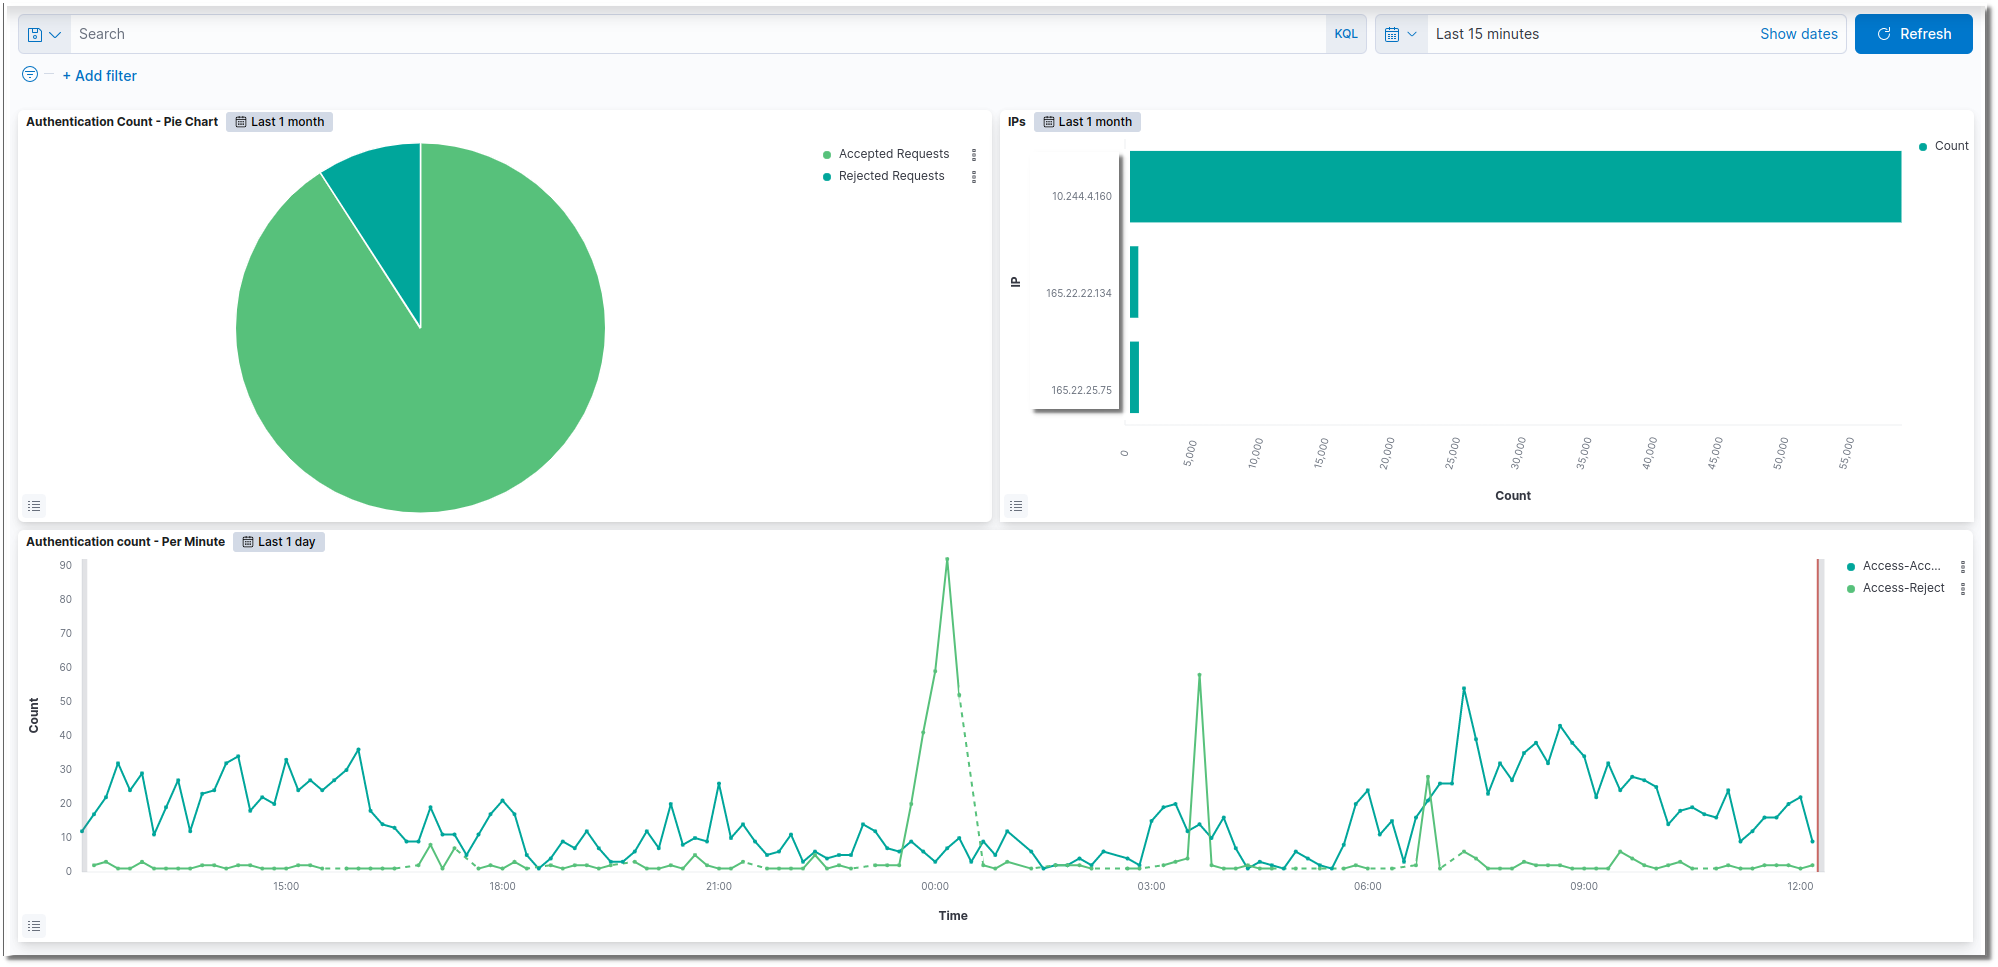 Search
KQL
Last 15 minutes
Show dates
Refresh
+ Add filter
Authentication Count - Pie Chart
Last 1 month
Accepted Requests
Rejected Requests
IPs
Last 1 month
Count
IP
10.244.4.160
165.22.22.134
165.22.25.75
0
5,000
10,000
15,000
20,000
25,000
30,000
35,000
40,000
45,000
50,000
55,000
Count
Authentication count - Per Minute
Last 1 day
Access-Acc...
Access-Reject
Count
90
80
70
60
50
40
30
20
10
0
15:00
18:00
21:00
00:00
03:00
06:00
09:00
12:00
Time